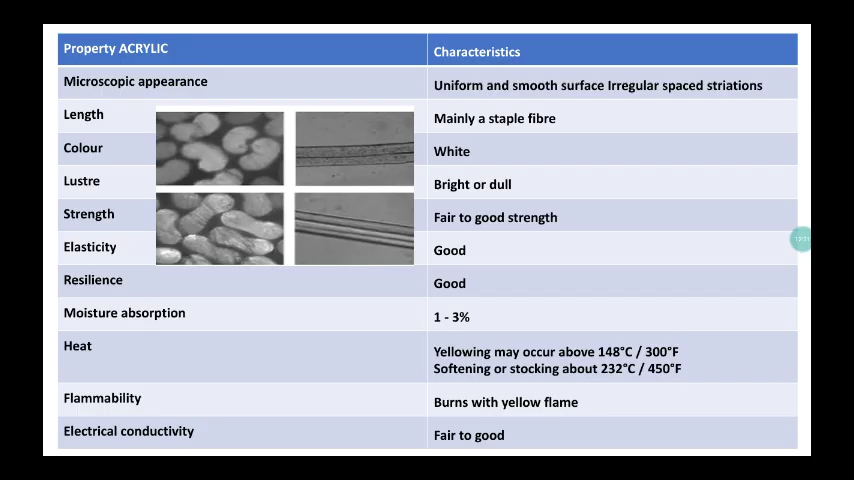 Property ACRYLIC
Characteristics
Microscopic appearance
Uniform and smooth surface Irregular spaced striations
Length
Mainly a staple fibre
Colour
White
Lustre
Bright or dull
Strength
Fair to good strength
Elasticity
Good
Resilience
Good
Moisture absorption
1 - 3%
Heat
Yellowing may occur above 148°C / 300°F
Softening or stocking about 232°C / 450°F
Flammability
Burns with yellow flame
Electrical conductivity
Fair to good